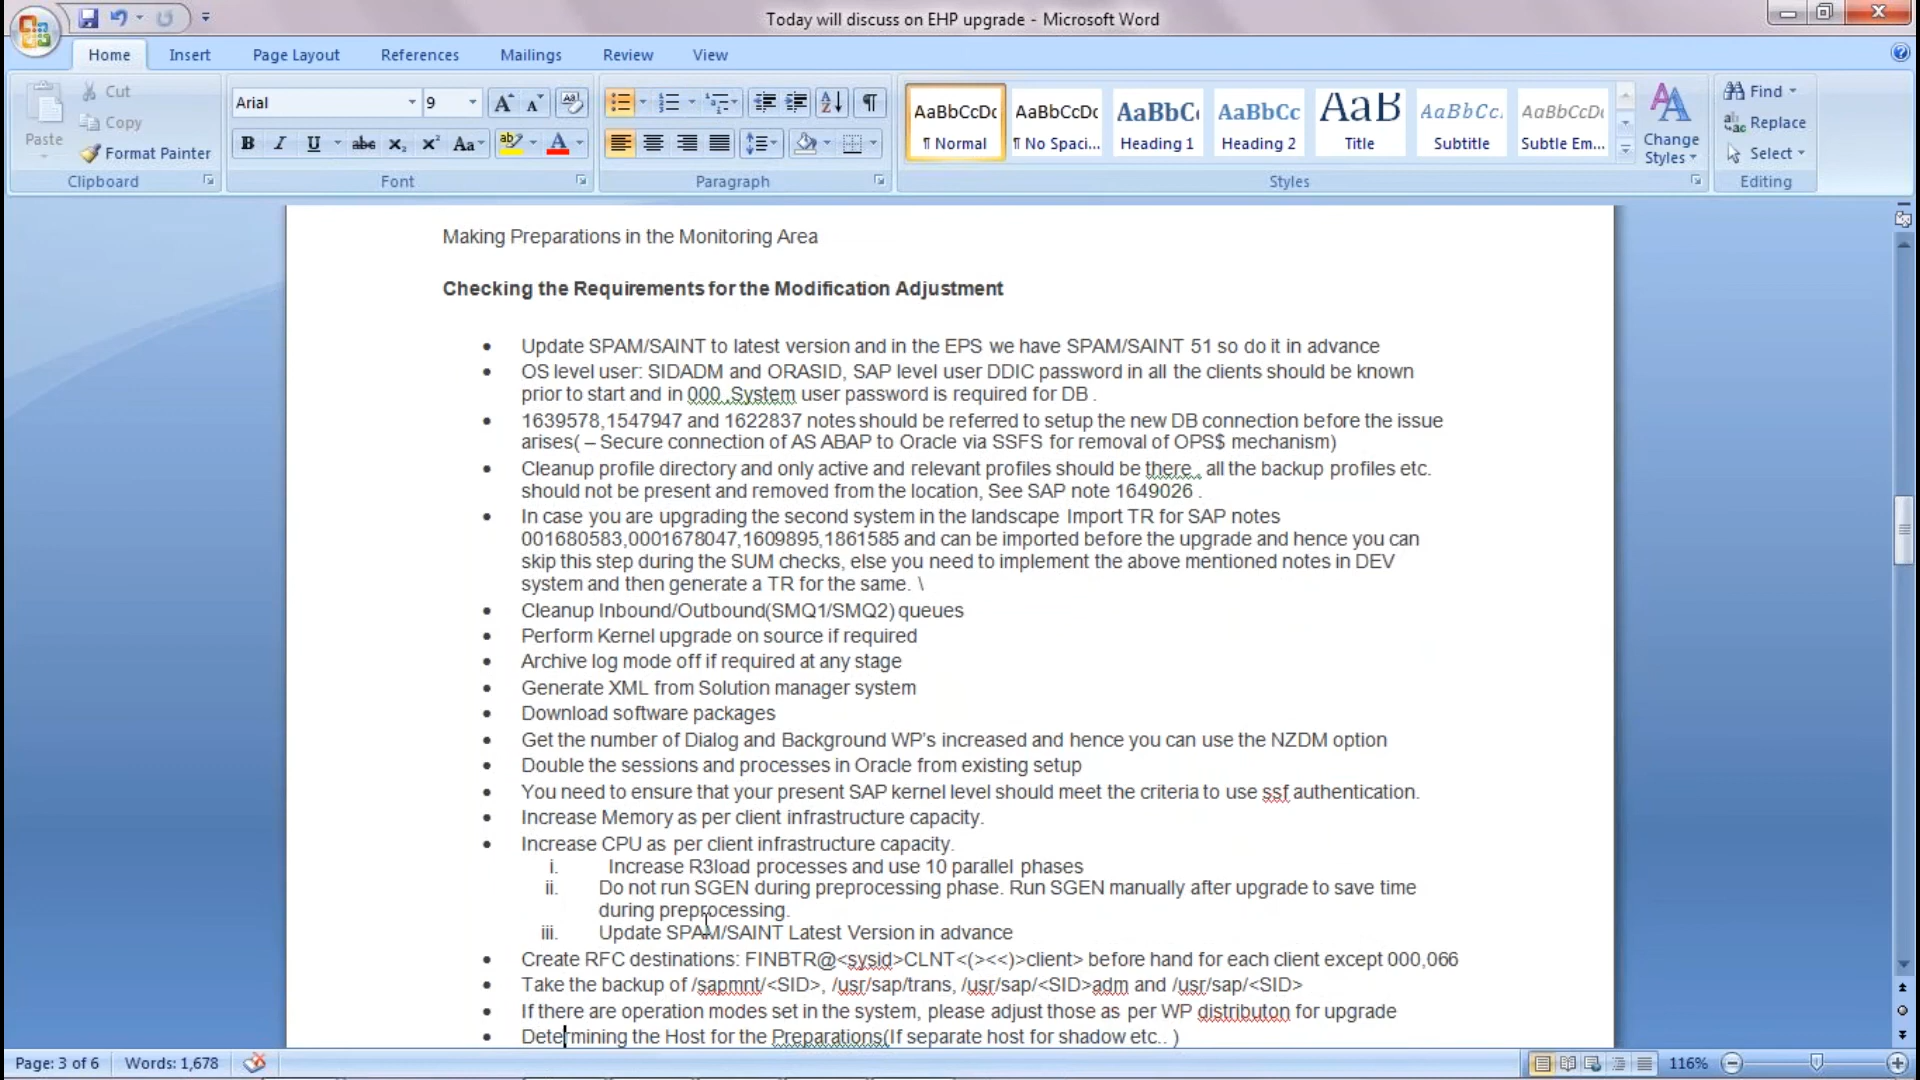 Today will discuss on EHP upgrade - Microsoft Word
Home Insert Page Layout References Mailings Review View
Paste
Cut
Copy
Format Painter
Clipboard
Arial 9
Font
Paragraph
AaBbCcDc AaBbCcDc AaBbC AaBbCc AaB AaBbCc. AaBbCcDc
¶ Normal ¶ No Spaci... Heading 1 Heading 2 Title Subtitle Subtle Em...
Change Styles
Styles
Find
Replace
Select
Editing
Making Preparations in the Monitoring Area
Checking the Requirements for the Modification Adjustment
• Update SPAM/SAINT to latest version and in the EPS we have SPAM/SAINT 51 so do it in advance
• OS level user: SIDADM and ORASID, SAP level user DDIC password in all the clients should be known
prior to start and in 000 ,System user password is required for DB .
• 1639578,1547947 and 1622837 notes should be referred to setup the new DB connection before the issue
arises( – Secure connection of AS ABAP to Oracle via SSFS for removal of OPS$ mechanism)
• Cleanup profile directory and only active and relevant profiles should be there , all the backup profiles etc.
should not be present and removed from the location, See SAP note 1649026 .
• In case you are upgrading the second system in the landscape Import TR for SAP notes
001680583,0001678047,1609895,1861585 and can be imported before the upgrade and hence you can
skip this step during the SUM checks, else you need to implement the above mentioned notes in DEV
system and then generate a TR for the same. \
• Cleanup Inbound/Outbound(SMQ1/SMQ2) queues
• Perform Kernel upgrade on source if required
• Archive log mode off if required at any stage
• Generate XML from Solution manager system
• Download software packages
• Get the number of Dialog and Background WP's increased and hence you can use the NZDM option
• Double the sessions and processes in Oracle from existing setup
• You need to ensure that your present SAP kernel level should meet the criteria to use ssf authentication.
• Increase Memory as per client infrastructure capacity.
• Increase CPU as per client infrastructure capacity.
i. Increase R3load processes and use 10 parallel phases
ii. Do not run SGEN during preprocessing phase. Run SGEN manually after upgrade to save time
during preprocessing.
iii. Update SPAM/SAINT Latest Version in advance
• Create RFC destinations: FINBTR@<sysid>CLNT<(><<)>client> before hand for each client except 000,066
• Take the backup of /sapmnt/<SID>, /usr/sap/trans, /usr/sap/<SID>adm and /usr/sap/<SID>
• If there are operation modes set in the system, please adjust those as per WP distributon for upgrade
• Determining the Host for the Preparations(If separate host for shadow etc.. )
Page: 3 of 6 Words: 1,678 116%